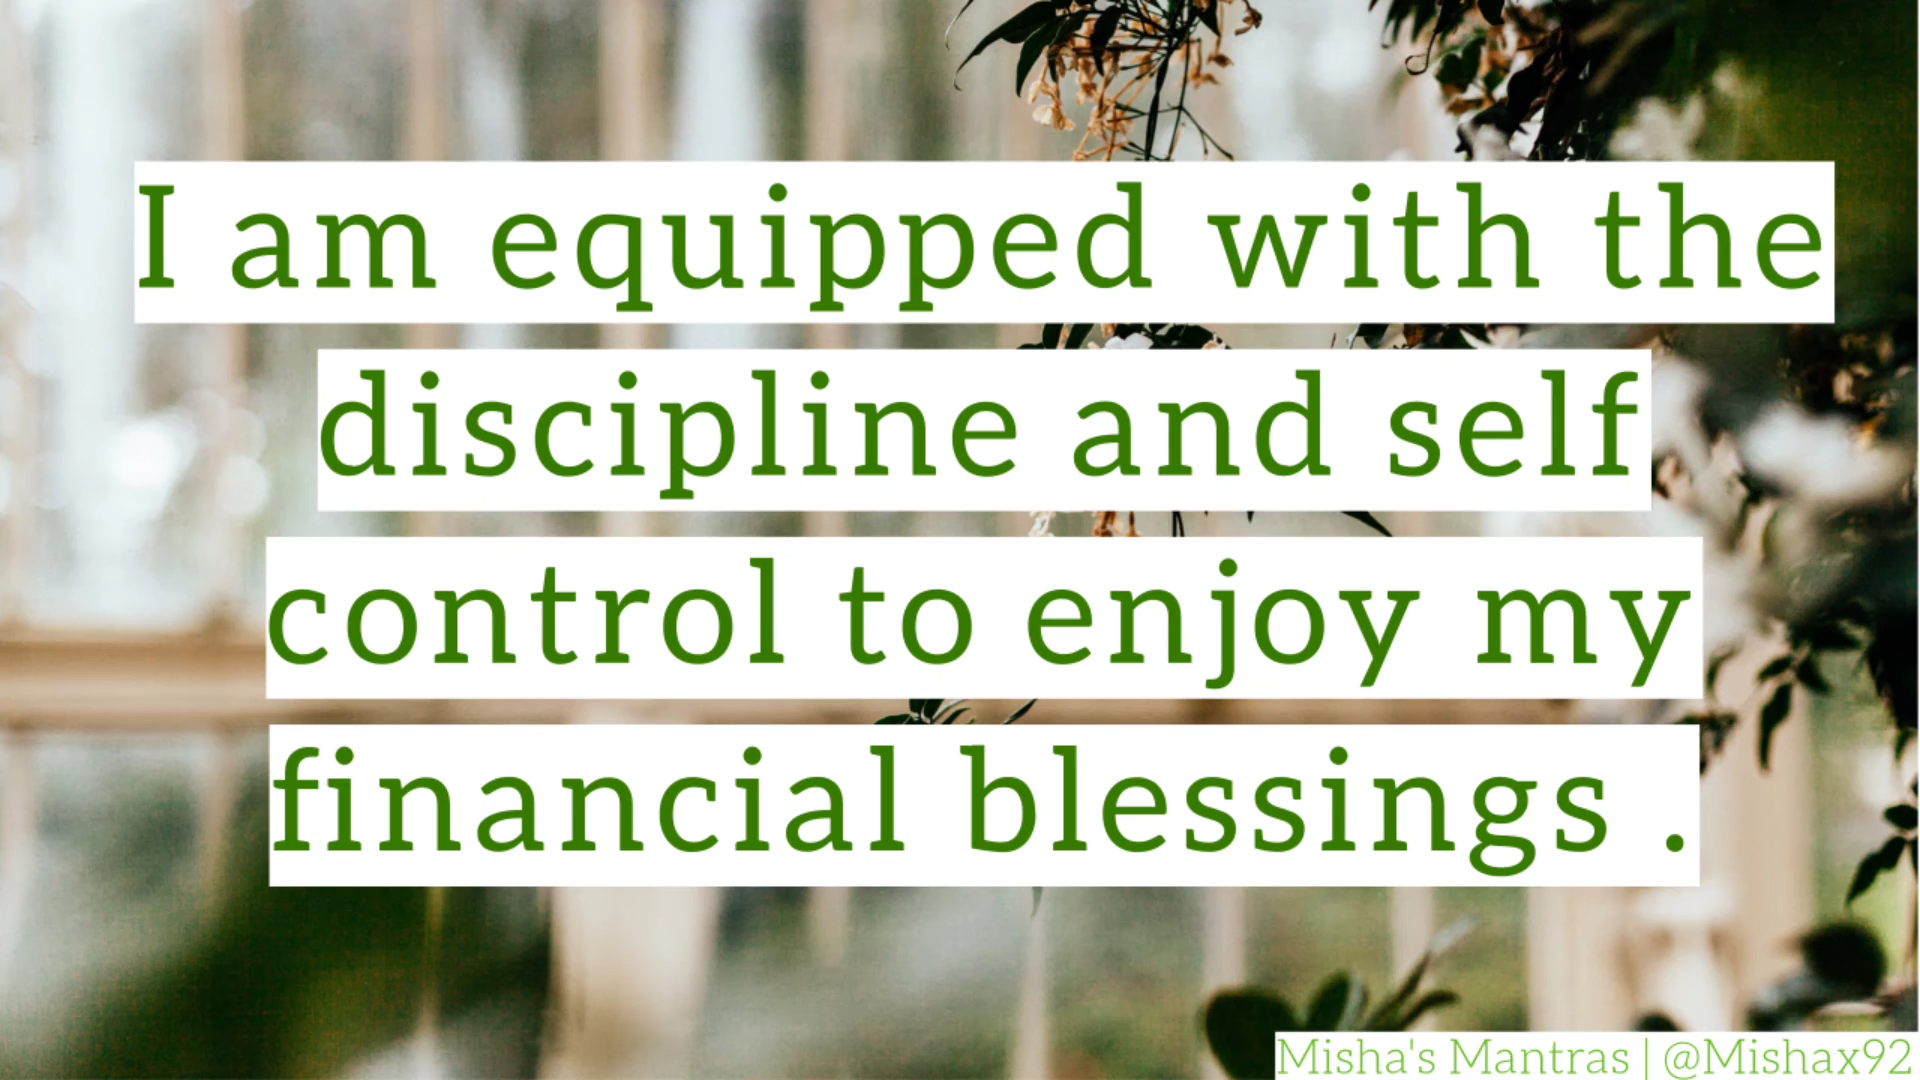 I am equipped with the
discipline and self
control to enjoy my
financial blessings .
Misha's Mantras | @Mishax92